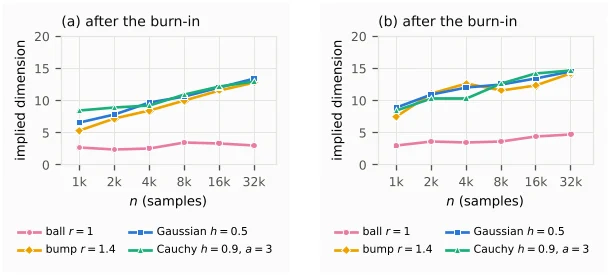 (a) after the burn-in
implied dimension
20
15
10
5
0
1k 2k 4k 8k 16k 32k
n (samples)
ball r = 1
Gaussian h = 0.5
bump r = 1.4
Cauchy h = 0.9, a = 3
(b) after the burn-in
implied dimension
20
15
10
5
0
1k 2k 4k 8k 16k 32k
n (samples)
ball r = 1
Gaussian h = 0.5
bump r = 1.4
Cauchy h = 0.9, a = 3